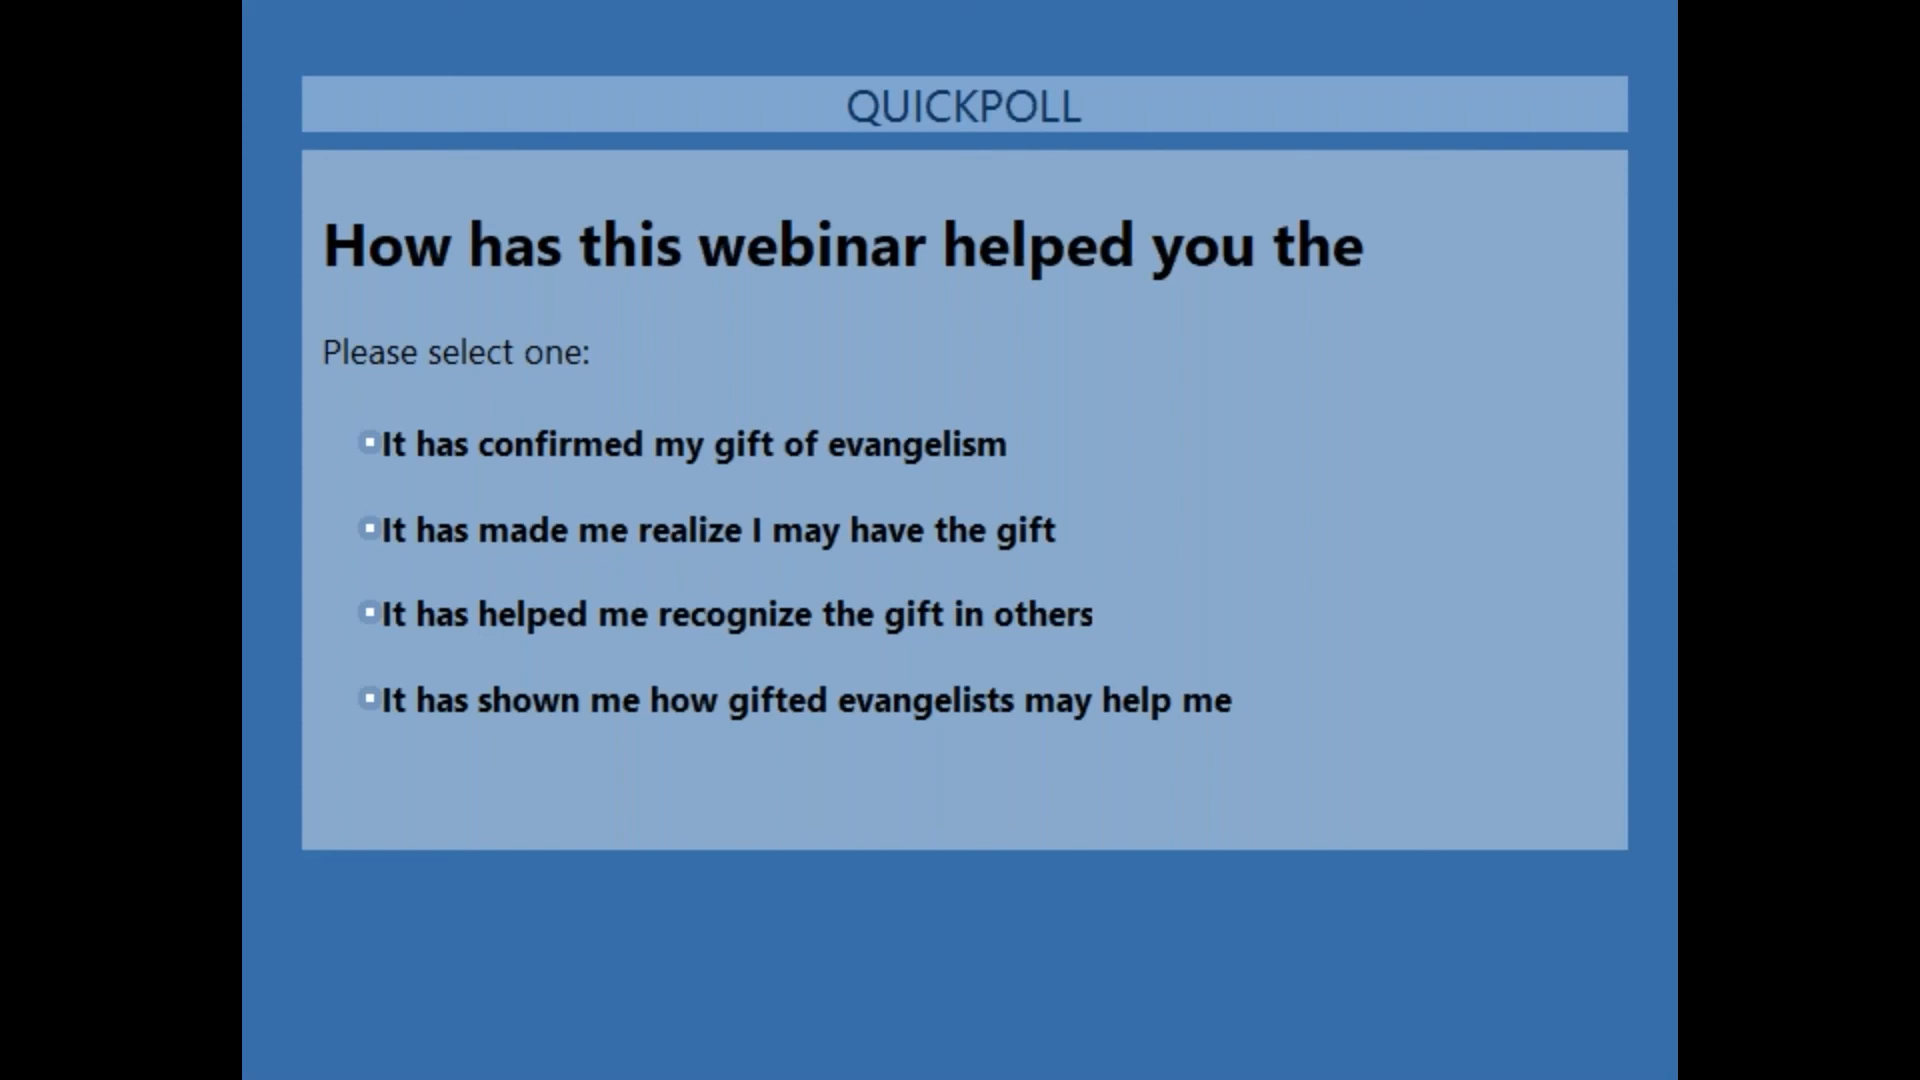 QUICKPOLL
How has this webinar helped you the
Please select one:
It has confirmed my gift of evangelism
It has made me realize I may have the gift
It has helped me recognize the gift in others
It has shown me how gifted evangelists may help me